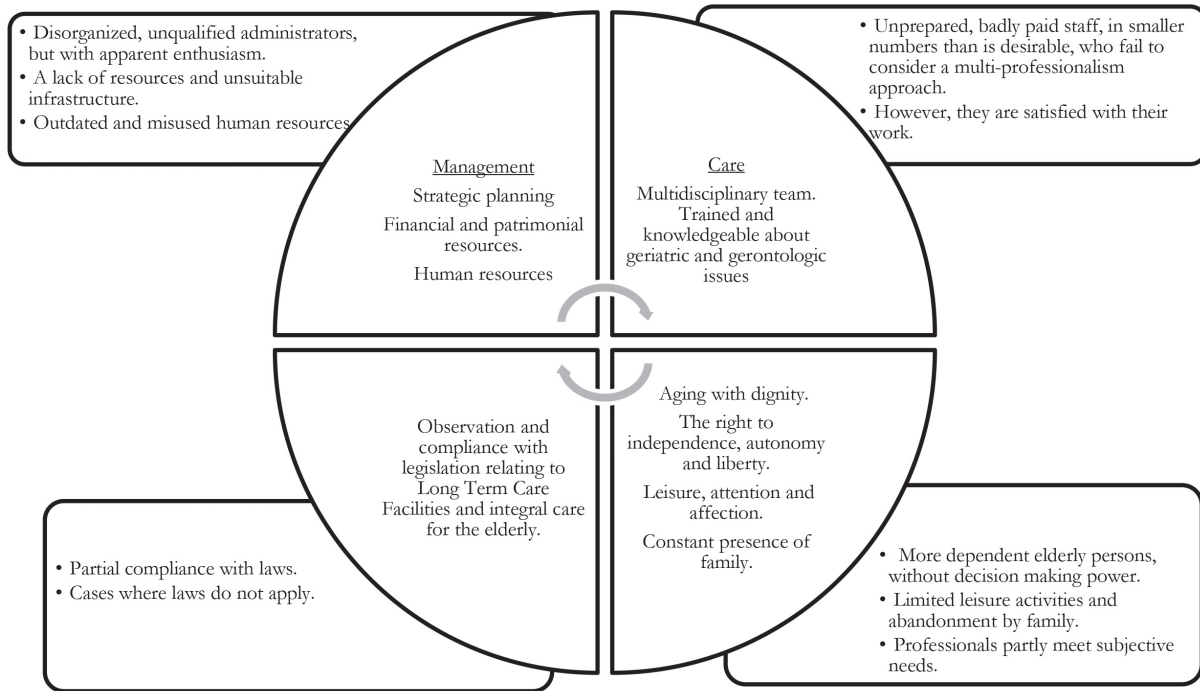 • Disorganized, unqualified administrators,
but with apparent enthusiasm.
• A lack of resources and unsuitable
infrastructure.
• Outdated and misused human resources
• Unprepared, badly paid staff, in smaller
numbers than is desirable, who fail to
consider a multi-professionalism
approach.
• However, they are satisfied with their
work.
Management
Strategic planning
Financial and patrimonial
resources.
Human resources
Care
Multidisciplinary team.
Trained and
knowledgeable about
geriatric and gerontologic
issues
Observation and
compliance with
legislation relating to
Long Term Care
Facilities and integral care
for the elderly.
Aging with dignity.
The right to
independence, autonomy
and liberty.
Leisure, attention and
affection.
Constant presence of
family.
• Partial compliance with laws.
• Cases where laws do not apply.
• More dependent elderly persons,
without decision making power.
• Limited leisure activities and
abandonment by family.
• Professionals partly meet subjective
needs.